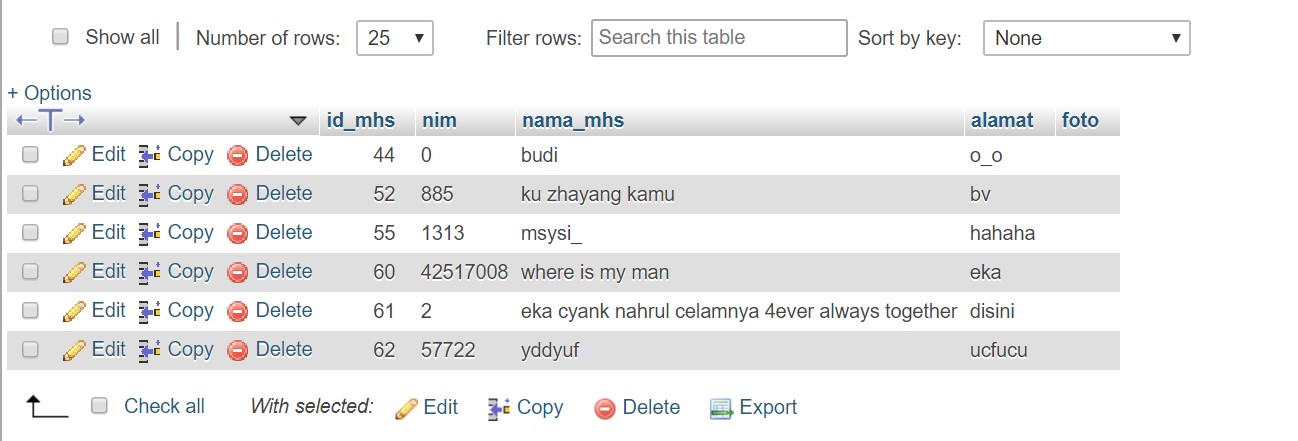 Show all | Number of rows: 25 Filter rows: Search this table Sort by key: None
+ Options
id_mhs nim nama_mhs alamat foto
Edit Copy Delete 44 0 budi o_o
Edit Copy Delete 52 885 ku zhayang kamu bv
Edit Copy Delete 55 1313 msysi_ hahaha
Edit Copy Delete 60 42517008 where is my man eka
Edit Copy Delete 61 2 eka cyank nahrul celamnya 4ever always together disini
Edit Copy Delete 62 57722 yddyuf ucfucu
Check all With selected: Edit Copy Delete Export